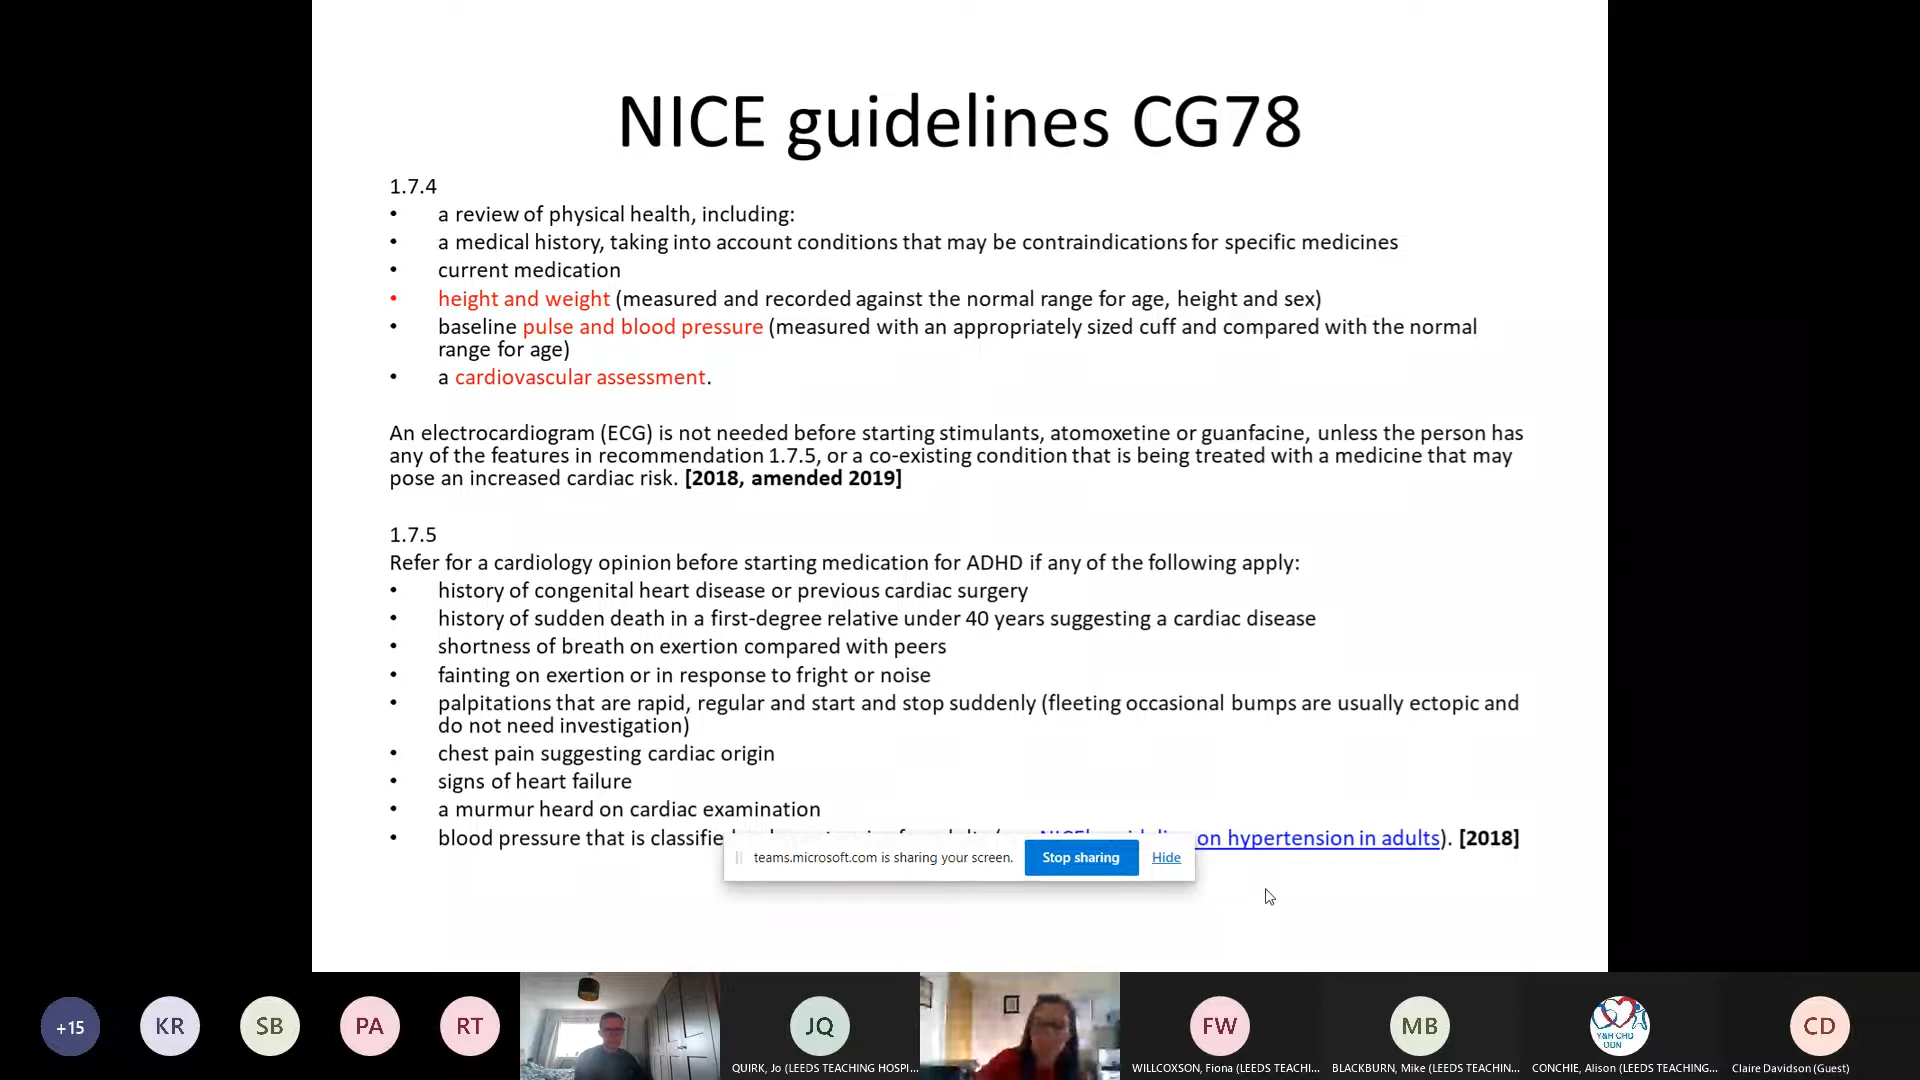 NICE guidelines CG78
1.7.4
• a review of physical health, including:
• a medical history, taking into account conditions that may be contraindications for specific medicines
• current medication
• height and weight (measured and recorded against the normal range for age, height and sex)
• baseline pulse and blood pressure (measured with an appropriately sized cuff and compared with the normal
range for age)
• a cardiovascular assessment.
An electrocardiogram (ECG) is not needed before starting stimulants, atomoxetine or guanfacine, unless the person has
any of the features in recommendation 1.7.5, or a co-existing condition that is being treated with a medicine that may
pose an increased cardiac risk. [2018, amended 2019]
1.7.5
Refer for a cardiology opinion before starting medication for ADHD if any of the following apply:
• history of congenital heart disease or previous cardiac surgery
• history of sudden death in a first-degree relative under 40 years suggesting a cardiac disease
• shortness of breath on exertion compared with peers
• fainting on exertion or in response to fright or noise
• palpitations that are rapid, regular and start and stop suddenly (fleeting occasional bumps are usually ectopic and
do not need investigation)
• chest pain suggesting cardiac origin
• signs of heart failure
• a murmur heard on cardiac examination
• blood pressure that is classifie on hypertension in adults). [2018]
teams.microsoft.com is sharing your screen. Stop sharing Hide
+15 KR SB PA RT JQ FW MB CD
Y&H CHD
ODN
QUIRK, Jo (LEEDS TEACHING HOSPI... WILLCOXSON, Fiona (LEEDS TEACHI... BLACKBURN, Mike (LEEDS TEACHIN... CONCHIE, Alison (LEEDS TEACHING... Claire Davidson (Guest)